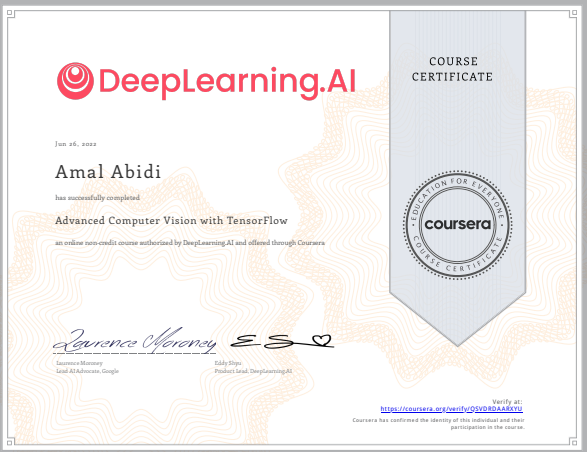 DeepLearning.AI
COURSE
CERTIFICATE
Jun 26, 2022
Amal Abidi
has successfully completed
Advanced Computer Vision with TensorFlow
an online non-credit course authorized by DeepLearning.AI and offered through Coursera
EDUCATION FOR EVERYONE
coursera
COURSE CERTIFICATE
Laurence Moroney
Laurence Moroney
Lead AI Advocate, Google
Eddy Shyu
Product Lead, DeepLearning.AI
Verify at:
https://coursera.org/verify/QSVDRDAARXYU
Coursera has confirmed the identity of this individual and their
participation in the course.